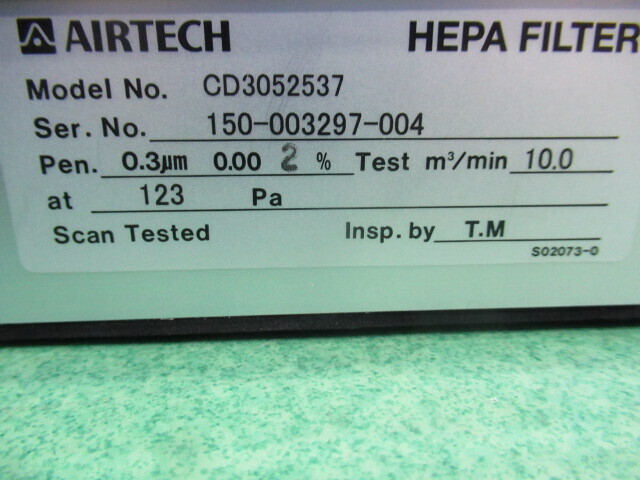 AIRTECH HEPA FILTER
Model No. CD3052537
Ser. No. 150-003297-004
Pen. 0.3µm 0.00 2 % Test m³/min 10.0
at 123 Pa
Scan Tested Insp. by T.M
S02073-0